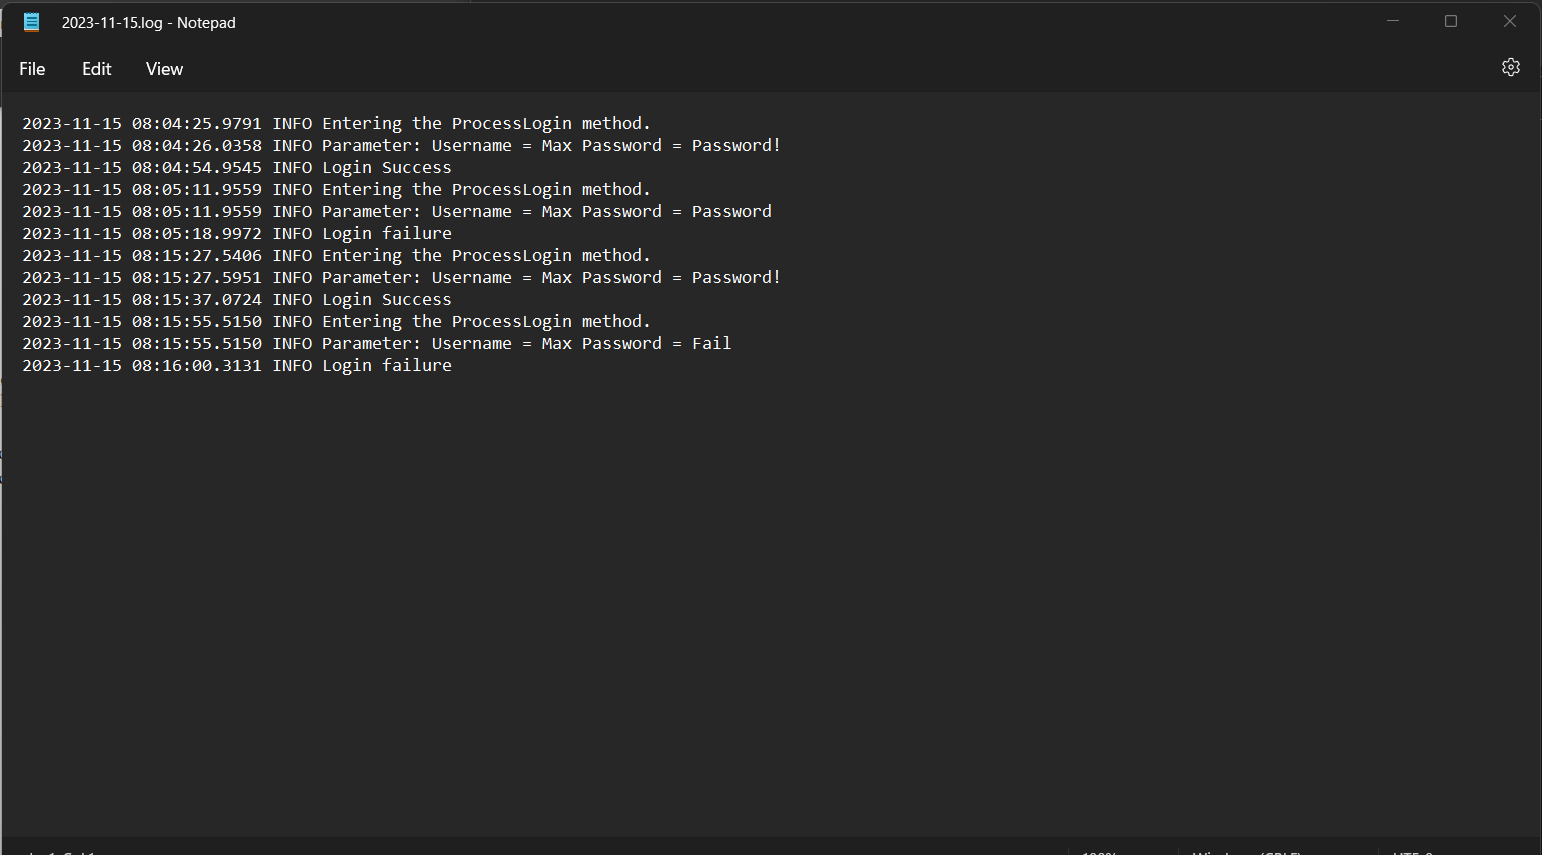 2023-11-15.log - Notepad
File Edit View
2023-11-15 08:04:25.9791 INFO Entering the ProcessLogin method.
2023-11-15 08:04:26.0358 INFO Parameter: Username = Max Password = Password!
2023-11-15 08:04:54.9545 INFO Login Success
2023-11-15 08:05:11.9559 INFO Entering the ProcessLogin method.
2023-11-15 08:05:11.9559 INFO Parameter: Username = Max Password = Password
2023-11-15 08:05:18.9972 INFO Login failure
2023-11-15 08:15:27.5406 INFO Entering the ProcessLogin method.
2023-11-15 08:15:27.5951 INFO Parameter: Username = Max Password = Password!
2023-11-15 08:15:37.0724 INFO Login Success
2023-11-15 08:15:55.5150 INFO Entering the ProcessLogin method.
2023-11-15 08:15:55.5150 INFO Parameter: Username = Max Password = Fail
2023-11-15 08:16:00.3131 INFO Login failure